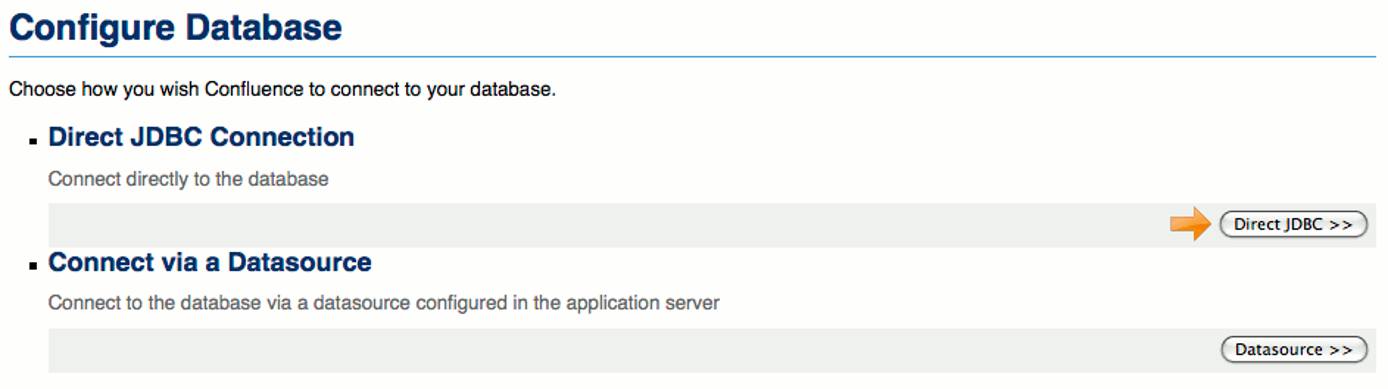 Configure Database
Choose how you wish Confluence to connect to your database.
Direct JDBC Connection
Connect directly to the database
Direct JDBC >>
Connect via a Datasource
Connect to the database via a datasource configured in the application server
Datasource >>